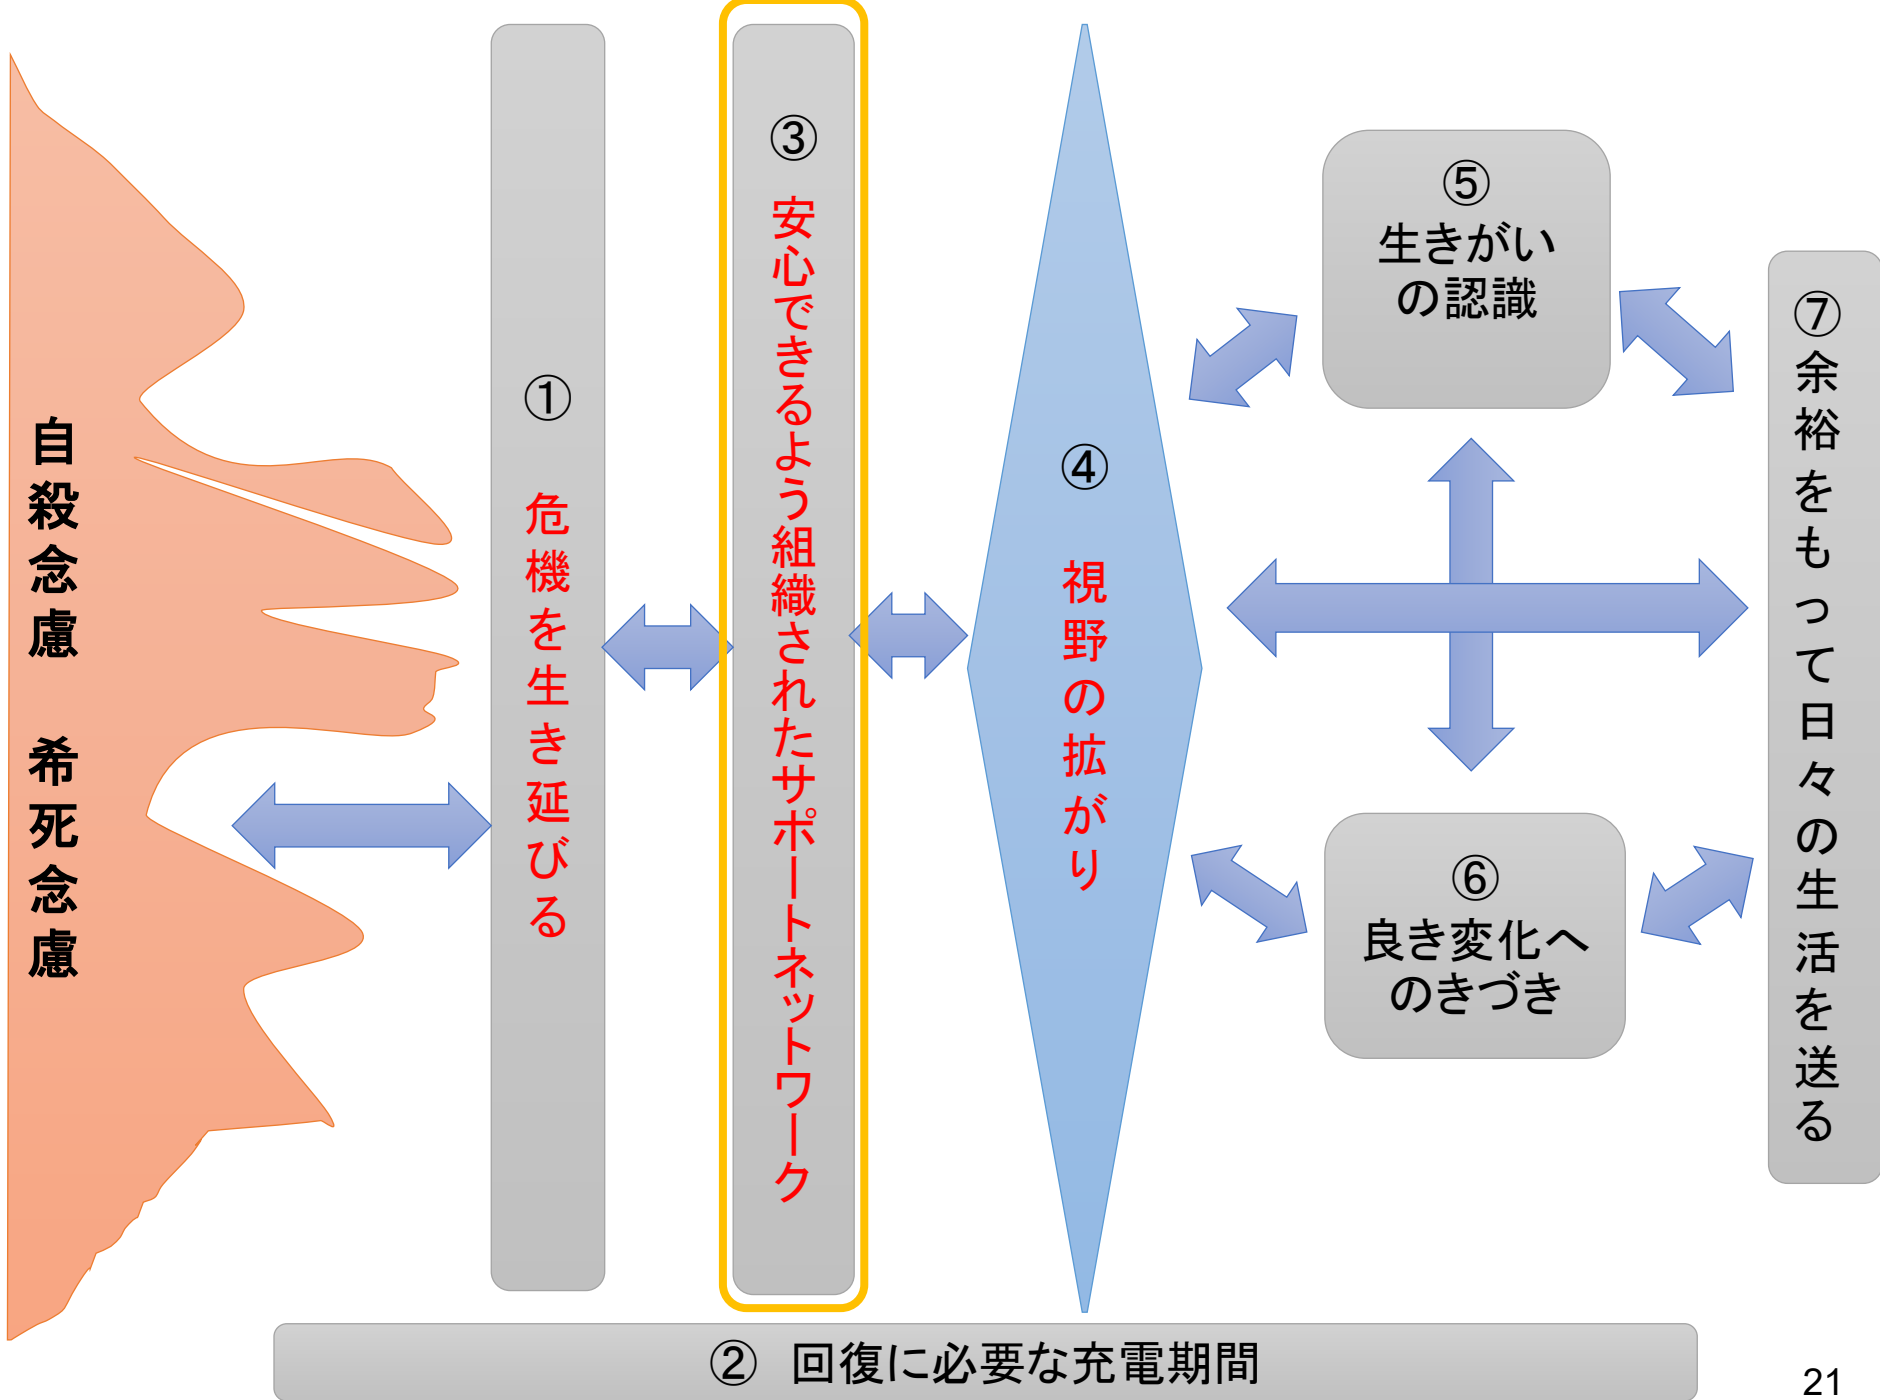 自殺念慮　希死念慮
①　危機を生き延びる
③　安心できるよう組織されたサポートネットワーク
④　視野の拡がり
⑤
生きがい
の認識
⑥
良き変化へ
のきづき
⑦余裕をもって日々の生活を送る
②　回復に必要な充電期間
21